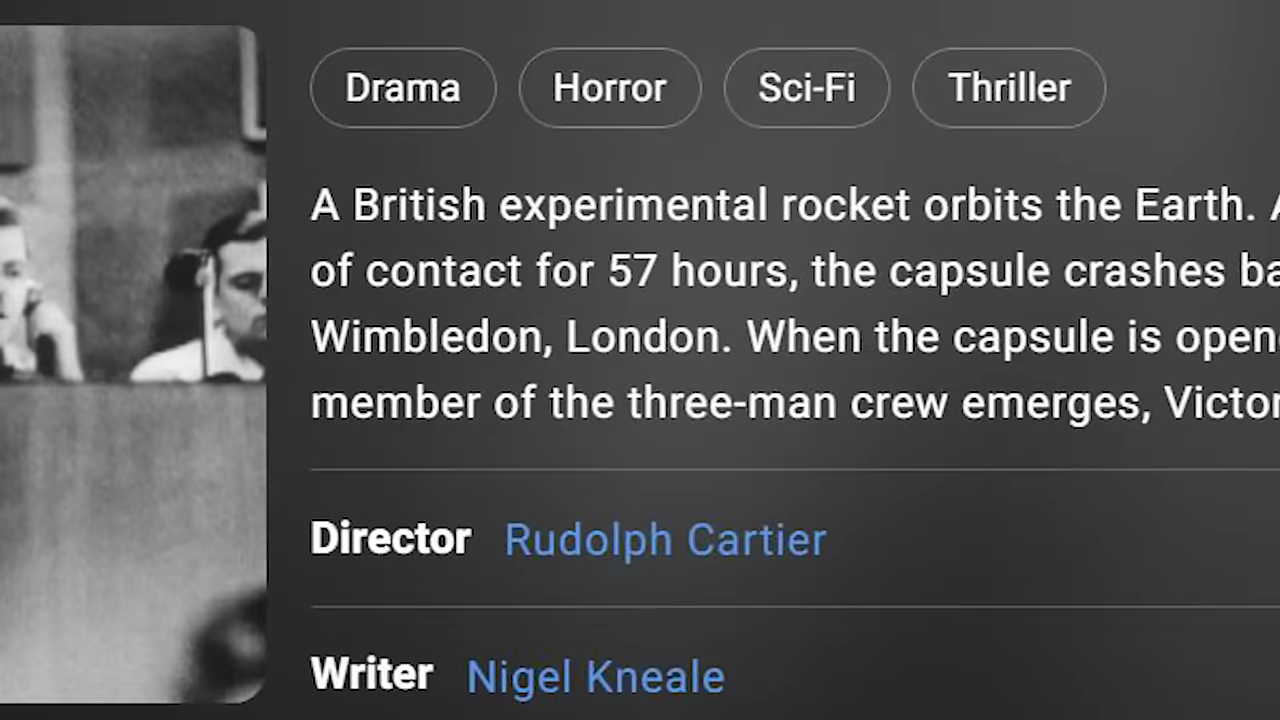 Drama Horror Sci-Fi Thriller
A British experimental rocket orbits the Earth.
of contact for 57 hours, the capsule crashes
Wimbledon, London. When the capsule is
member of the three-man crew emerges,
Director Rudolph Cartier
Writer Nigel Kneale